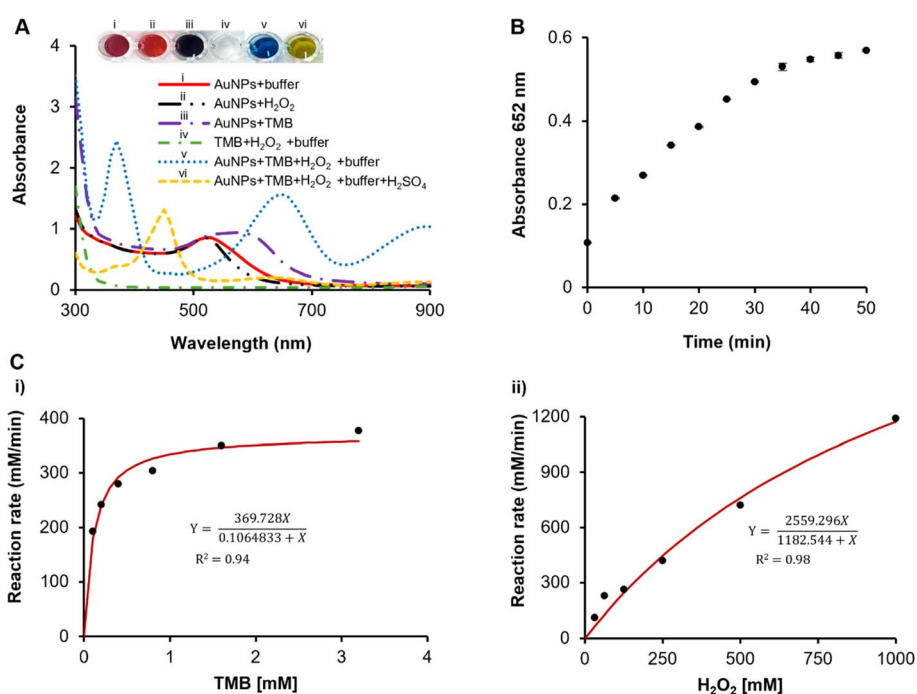 A
i ii iii iv v vi
4
3
2
1
0
Absorbance
i AuNPs+buffer
ii AuNPs+H₂O₂
iii AuNPs+TMB
iv TMB+H₂O₂ +buffer
v AuNPs+TMB+H₂O₂ +buffer
vi AuNPs+TMB+H₂O₂ +buffer+H₂SO₄
300 500 700 900
Wavelength (nm)
B
0.6
0.4
0.2
0
Absorbance 652 nm
0 10 20 30 40 50
Time (min)
C
i)
400
300
200
100
0
Reaction rate (mM/min)
Y = 369.728X / 0.1064833 + X
R² = 0.94
0 1 2 3 4
TMB [mM]
ii)
1200
900
600
300
0
Reaction rate (mM/min)
Y = 2559.296X / 1182.544 + X
R² = 0.98
0 250 500 750 1000
H₂O₂ [mM]